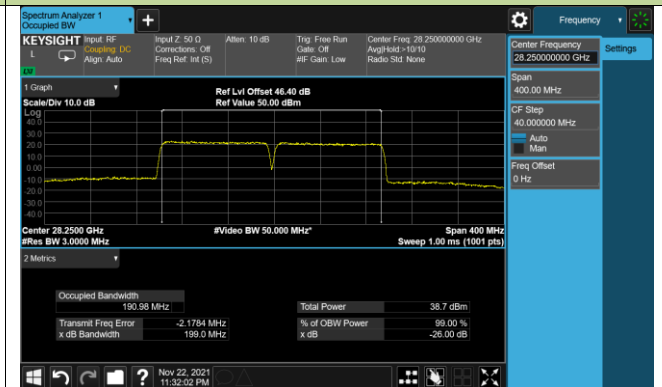 Spectrum Analyzer 1
Occupied BW
+
Frequency
KEYSIGHT
L
Input: RF
Coupling: DC
Align: Auto
Input Z: 50 Ω
Corrections: Off
Freq Ref: Int (S)
Atten: 10 dB
Trig: Free Run
Gate: Off
#IF Gain: Low
Center Freq: 28.250000000 GHz
Avg|Hold:>10/10
Radio Std: None
Center Frequency
28.250000000 GHz
Settings
Span
400.00 MHz
CF Step
40.000000 MHz
Auto
Man
Freq Offset
0 Hz
1 Graph
Scale/Div 10.0 dB
Ref Lvl Offset 46.40 dB
Ref Value 50.00 dBm
Log
40.0
30.0
20.0
10.0
0.00
-10.0
-20.0
-30.0
-40.0
Center 28.2500 GHz
#Res BW 3.0000 MHz
#Video BW 50.000 MHz*
Span 400 MHz
Sweep 1.00 ms (1001 pts)
2 Metrics
Occupied Bandwidth
190.98 MHz
Total Power 38.7 dBm
Transmit Freq Error -2.1784 MHz
% of OBW Power 99.00 %
x dB Bandwidth 199.0 MHz
x dB -26.00 dB
?
Nov 22, 2021
11:32:02 PM